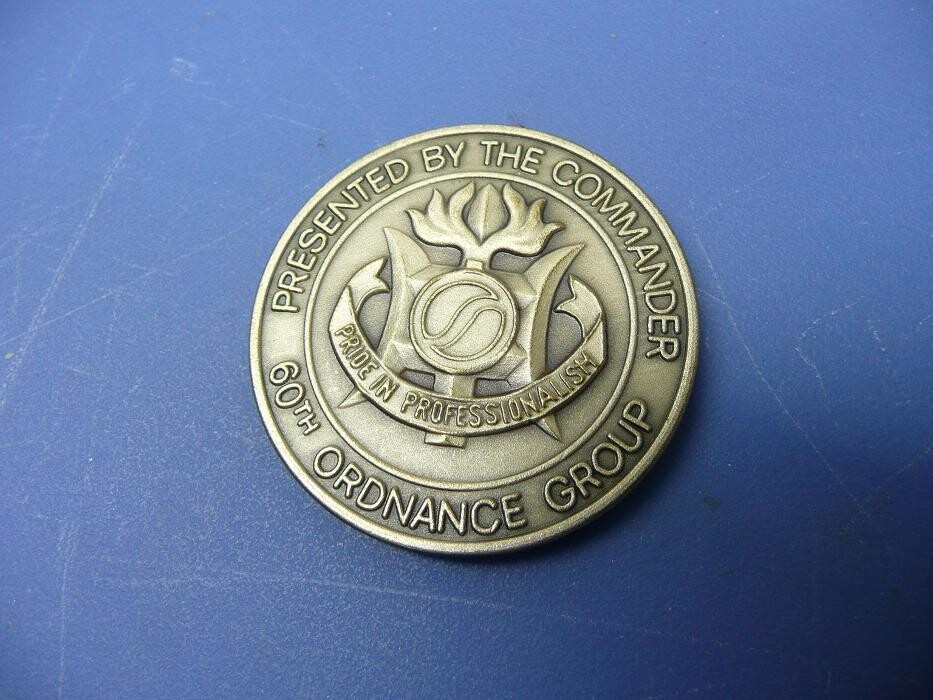 PRESENTED BY THE COMMANDER
PRIDE IN PROFESSIONALISM
60TH ORDNANCE GROUP